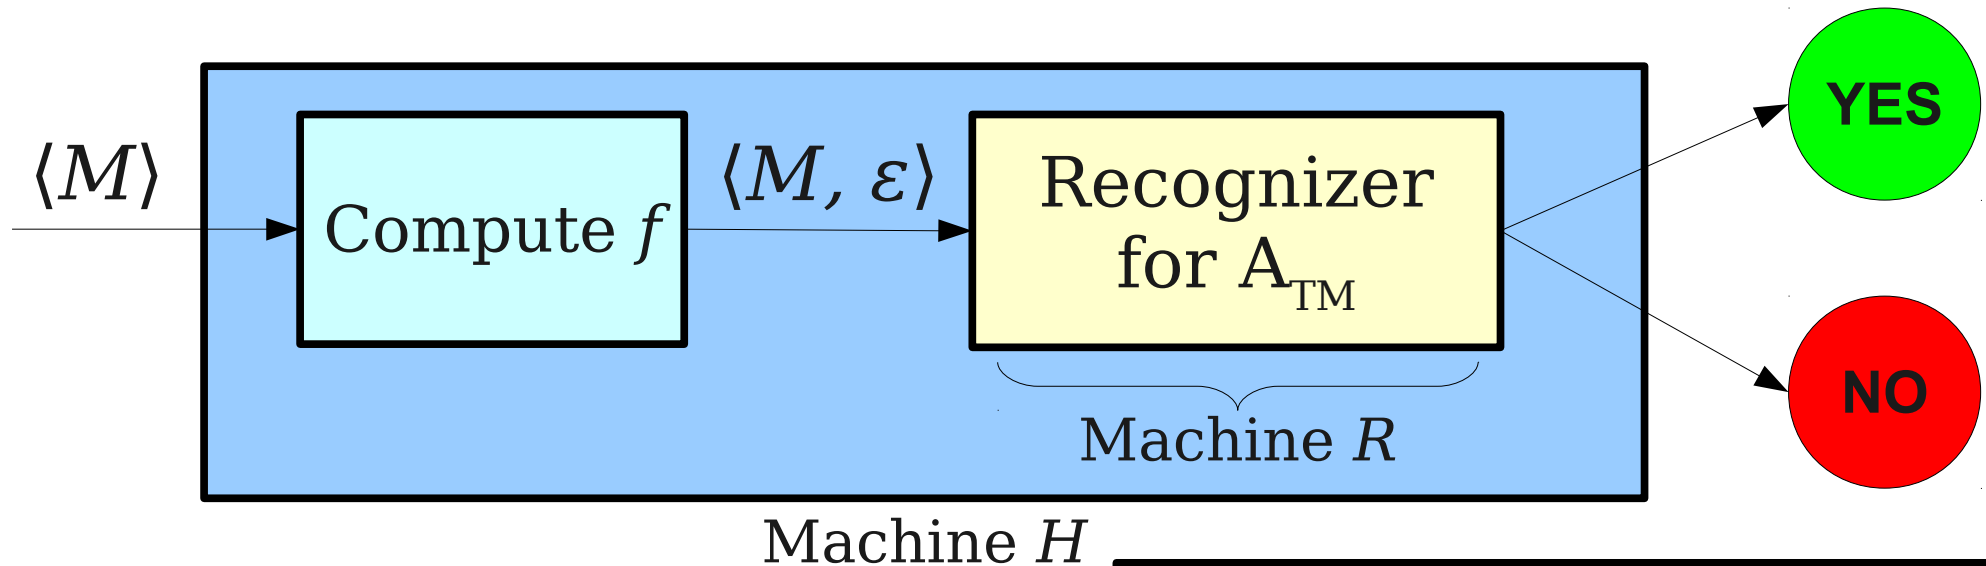 ⟨M⟩
Compute f
⟨M, ε⟩
Recognizer
for A_TM
Machine R
Machine H
YES
NO